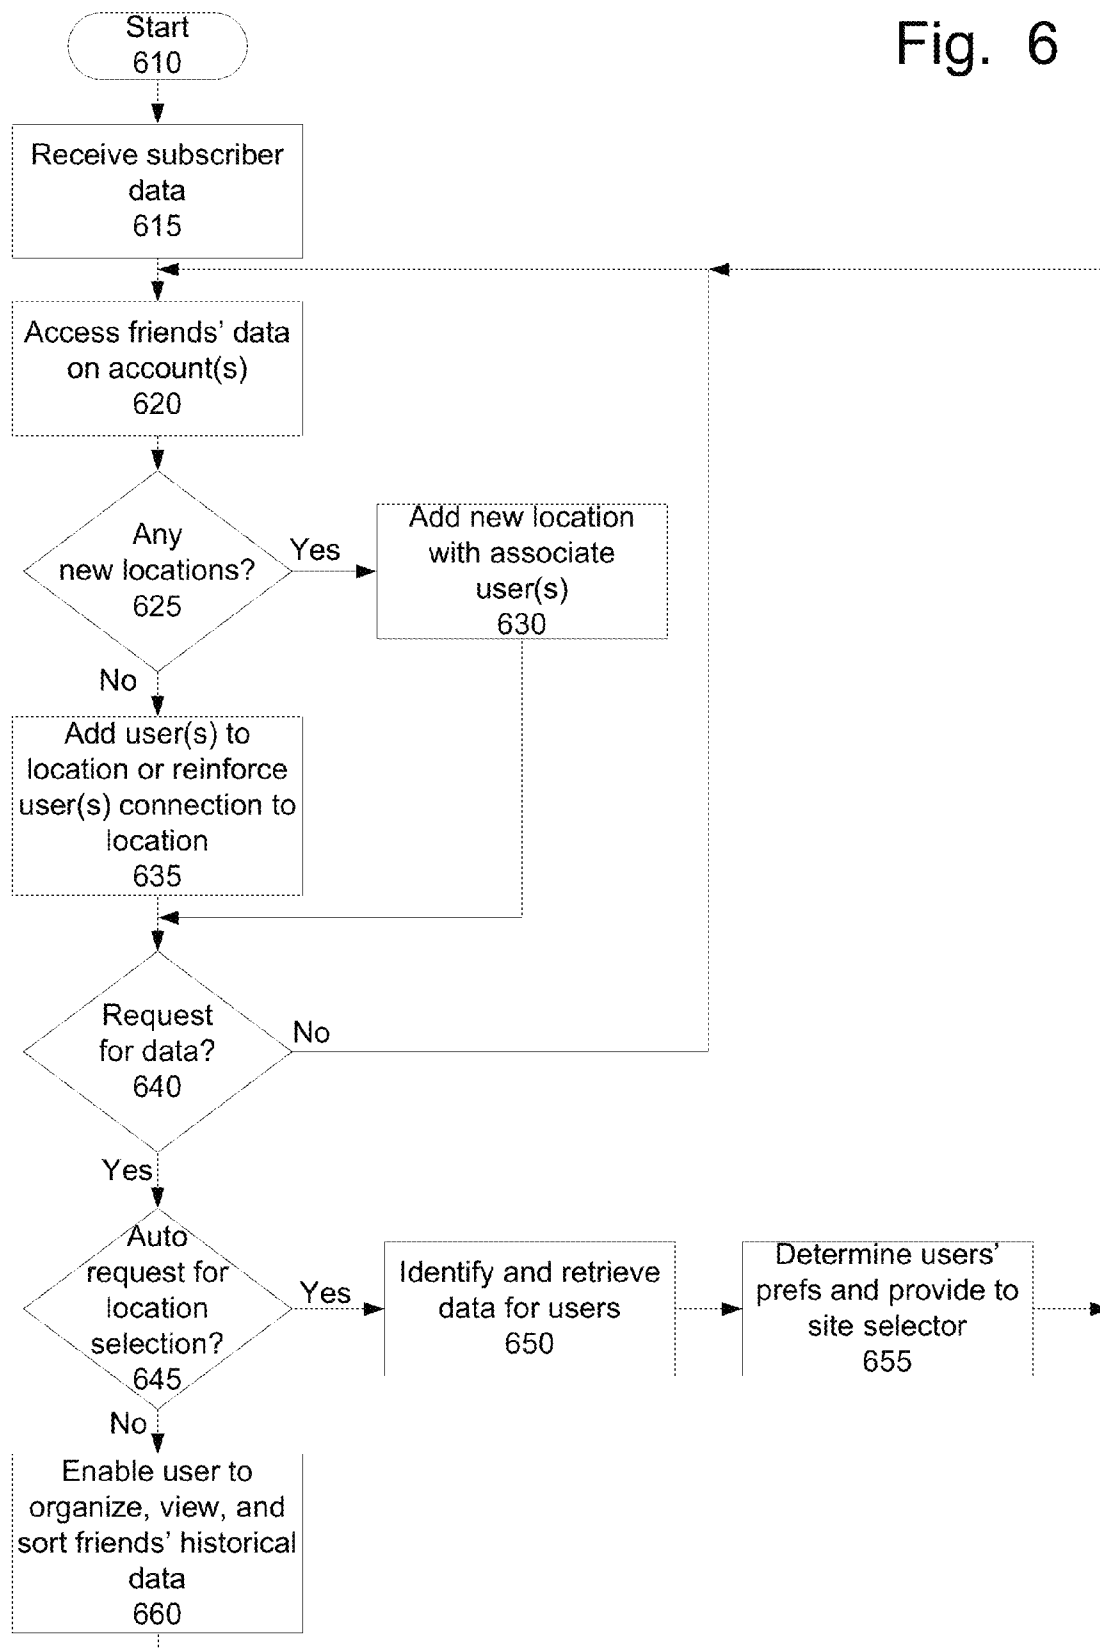 Fig. 6
Start
610
Receive subscriber
data
615
Access friends' data
on account(s)
620
Any
new locations?
625
Yes
Add new location
with associate
user(s)
630
No
Add user(s) to
location or reinforce
user(s) connection to
location
635
Request
for data?
640
No
Yes
Auto
request for
location
selection?
645
Yes
Identify and retrieve
data for users
650
Determine users'
prefs and provide to
site selector
655
No
Enable user to
organize, view, and
sort friends' historical
data
660